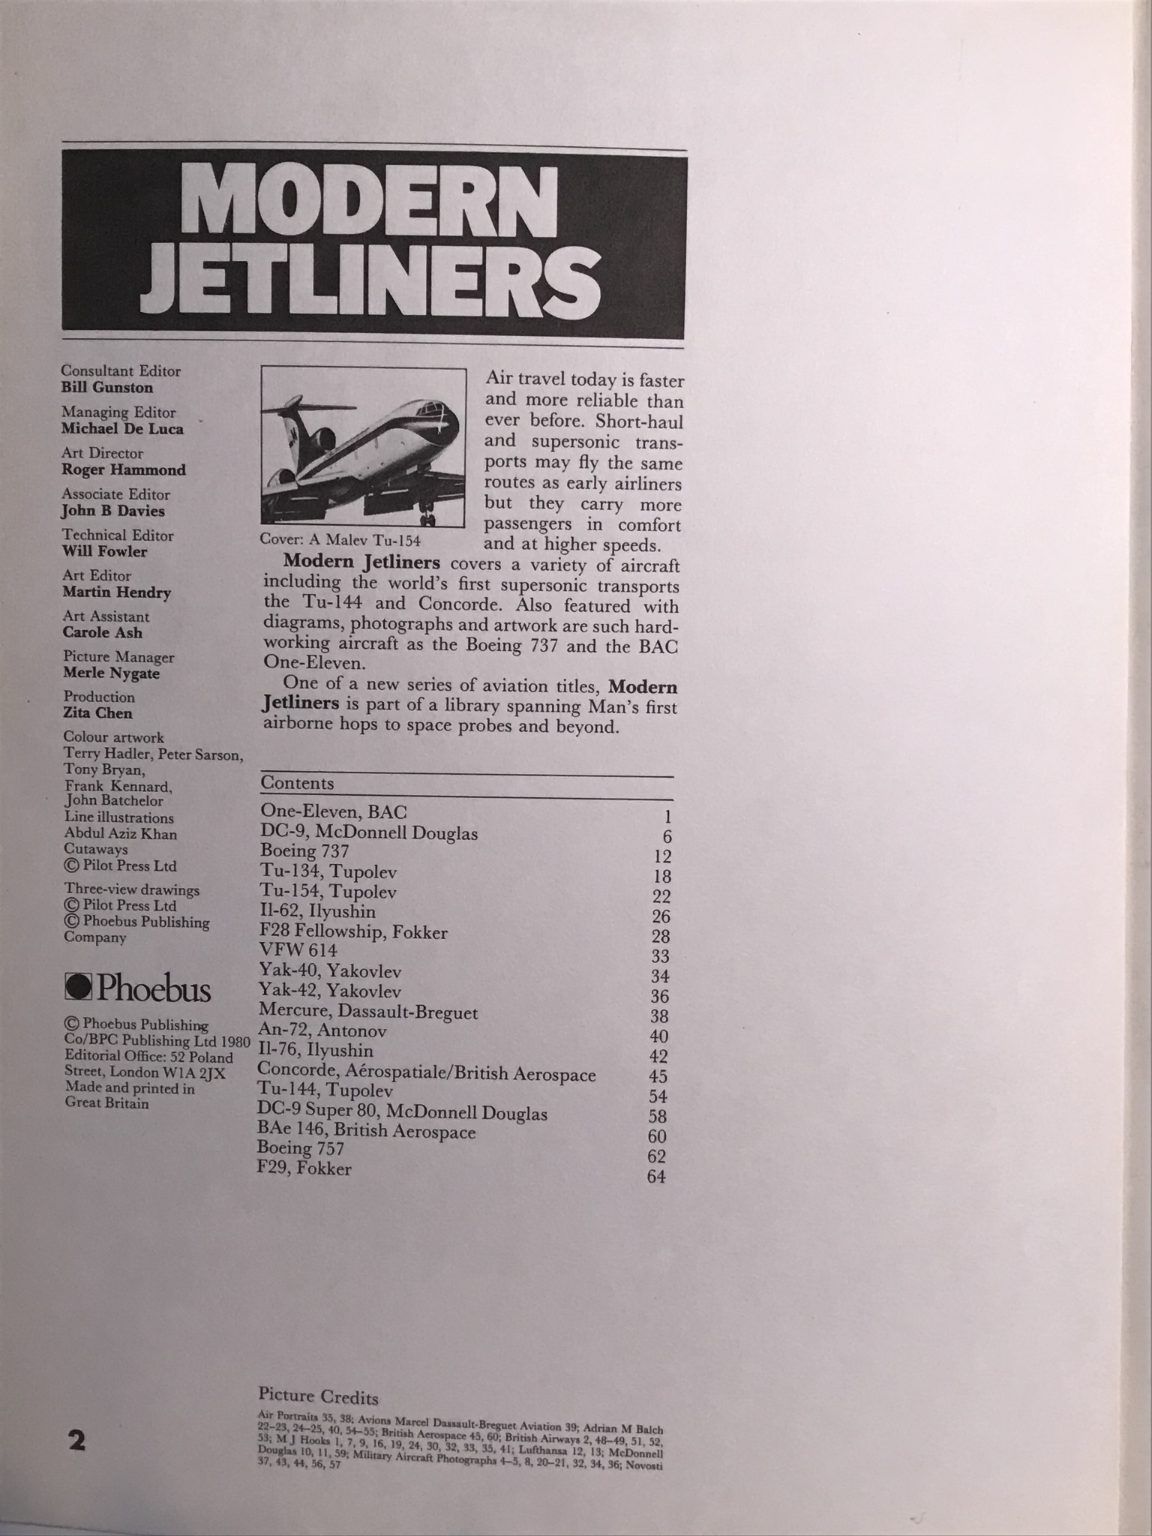 MODERN
JETLINERS
Consultant Editor
Bill Gunston
Managing Editor
Michael De Luca
Art Director
Roger Hammond
Associate Editor
John B Davies
Technical Editor
Will Fowler
Art Editor
Martin Hendry
Art Assistant
Carole Ash
Picture Manager
Merle Nygate
Production
Zita Chen
Colour artwork
Terry Hadler, Peter Sarson,
Tony Bryan,
Frank Kennard,
John Batchelor
Line illustrations
Abdul Aziz Khan
Cutaways
© Pilot Press Ltd
Three-view drawings
© Pilot Press Ltd
© Phoebus Publishing
Company
Phoebus
© Phoebus Publishing
Co/BPC Publishing Ltd 1980
Editorial Office: 52 Poland
Street, London W1A 2JX
Made and printed in
Great Britain
Cover: A Malev Tu-154
Air travel today is faster
and more reliable than
ever before. Short-haul
and supersonic trans-
ports may fly the same
routes as early airliners
but they carry more
passengers in comfort
and at higher speeds.
Modern Jetliners covers a variety of aircraft
including the world's first supersonic transports
the Tu-144 and Concorde. Also featured with
diagrams, photographs and artwork are such hard-
working aircraft as the Boeing 737 and the BAC
One-Eleven.
One of a new series of aviation titles, Modern
Jetliners is part of a library spanning Man's first
airborne hops to space probes and beyond.
Contents
One-Eleven, BAC 1
DC-9, McDonnell Douglas 6
Boeing 737 12
Tu-134, Tupolev 18
Tu-154, Tupolev 22
Il-62, Ilyushin 26
F28 Fellowship, Fokker 28
VFW 614 33
Yak-40, Yakovlev 34
Yak-42, Yakovlev 36
Mercure, Dassault-Breguet 38
An-72, Antonov 40
Il-76, Ilyushin 42
Concorde, Aérospatiale/British Aerospace 45
Tu-144, Tupolev 54
DC-9 Super 80, McDonnell Douglas 58
BAe 146, British Aerospace 60
Boeing 757 62
F29, Fokker 64
Picture Credits
Air Portraits 35, 38; Avions Marcel Dassault-Breguet Aviation 39; Adrian M Balch
22–23, 24–25, 40, 54–55; British Aerospace 45, 60; British Airways 2, 48–49, 51, 52,
53; M J Hooks 1, 7, 9, 16, 19, 24, 30, 32, 33, 35, 41; Lufthansa 12, 13; McDonnell
Douglas 10, 11, 59; Military Aircraft Photographs 4–5, 8, 20–21, 32, 34, 36; Novosti
37, 43, 44, 56, 57
2